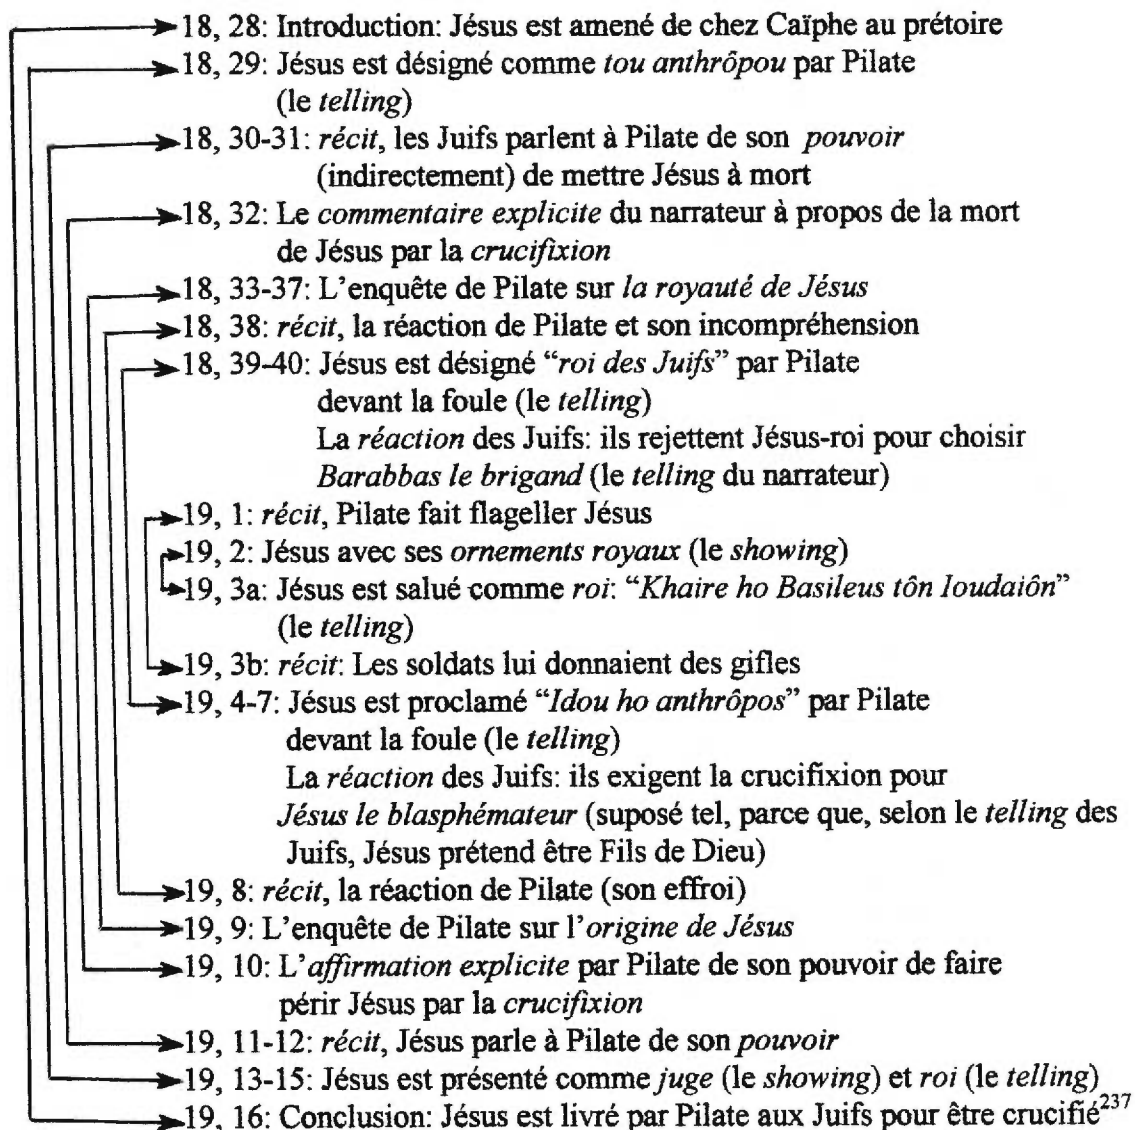 18, 28: Introduction: Jésus est amené de chez Caïphe au prétoire
18, 29: Jésus est désigné comme tou anthrôpou par Pilate
(le telling)
18, 30-31: récit, les Juifs parlent à Pilate de son pouvoir
(indirectement) de mettre Jésus à mort
18, 32: Le commentaire explicite du narrateur à propos de la mort
de Jésus par la crucifixion
18, 33-37: L'enquête de Pilate sur la royauté de Jésus
18, 38: récit, la réaction de Pilate et son incompréhension
18, 39-40: Jésus est désigné “roi des Juifs” par Pilate
devant la foule (le telling)
La réaction des Juifs: ils rejettent Jésus-roi pour choisir
Barabbas le brigand (le telling du narrateur)
19, 1: récit, Pilate fait flageller Jésus
19, 2: Jésus avec ses ornements royaux (le showing)
19, 3a: Jésus est salué comme roi: “Khaire ho Basileus tôn Ioudaiôn”
(le telling)
19, 3b: récit: Les soldats lui donnaient des gifles
19, 4-7: Jésus est proclamé “Idou ho anthrôpos” par Pilate
devant la foule (le telling)
La réaction des Juifs: ils exigent la crucifixion pour
Jésus le blasphémateur (suposé tel, parce que, selon le telling des
Juifs, Jésus prétend être Fils de Dieu)
19, 8: récit, la réaction de Pilate (son effroi)
19, 9: L'enquête de Pilate sur l'origine de Jésus
19, 10: L'affirmation explicite par Pilate de son pouvoir de faire
périr Jésus par la crucifixion
19, 11-12: récit, Jésus parle à Pilate de son pouvoir
19, 13-15: Jésus est présenté comme juge (le showing) et roi (le telling)
19, 16: Conclusion: Jésus est livré par Pilate aux Juifs pour être crucifié237